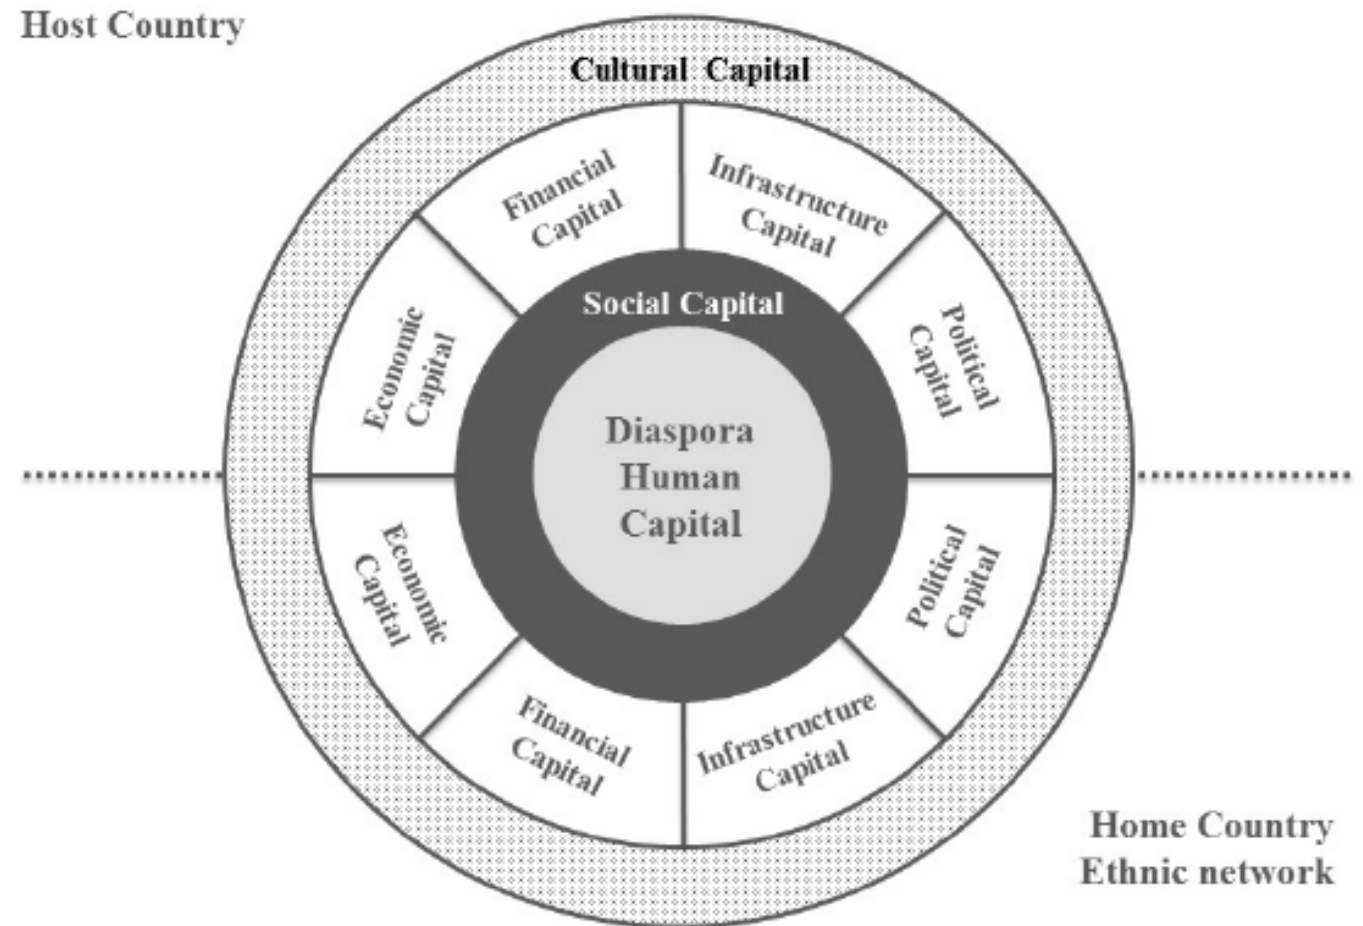 Host Country
Cultural Capital
Financial
Capital
Infrastructure
Capital
Economic
Capital
Social Capital
Political
Capital
Diaspora
Human
Capital
Economic
Capital
Political
Capital
Financial
Capital
Infrastructure
Capital
Home Country
Ethnic network